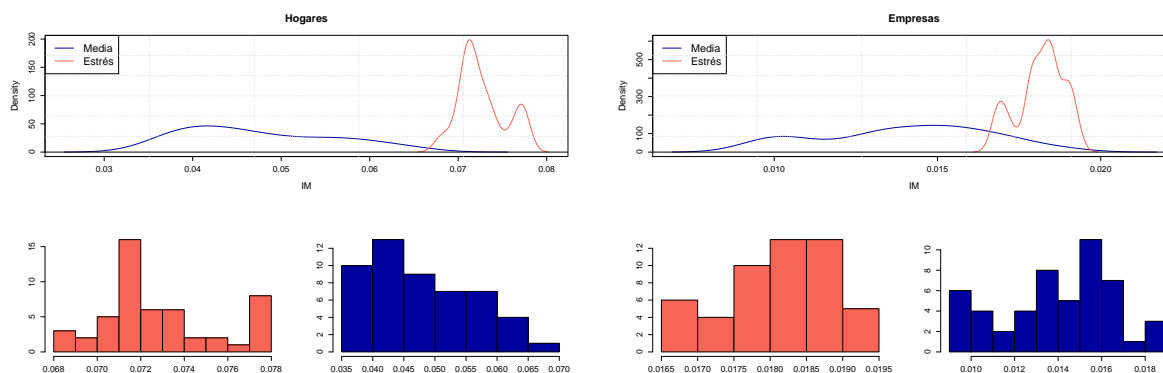 Hogares
Media
Estrés
Density
0 50 100 150 200
0.03 0.04 0.05 0.06 0.07 0.08
IM
Empresas
Media
Estrés
Density
0 100 300 500
0.010 0.015 0.020
IM
0 5 10 15
0.068 0.070 0.072 0.074 0.076 0.078
0 2 4 6 8 10 12
0.035 0.040 0.045 0.050 0.055 0.060 0.065 0.070
0 2 4 6 8 10 12
0.0165 0.0170 0.0175 0.0180 0.0185 0.0190 0.0195
0 2 4 6 8 10
0.010 0.012 0.014 0.016 0.018